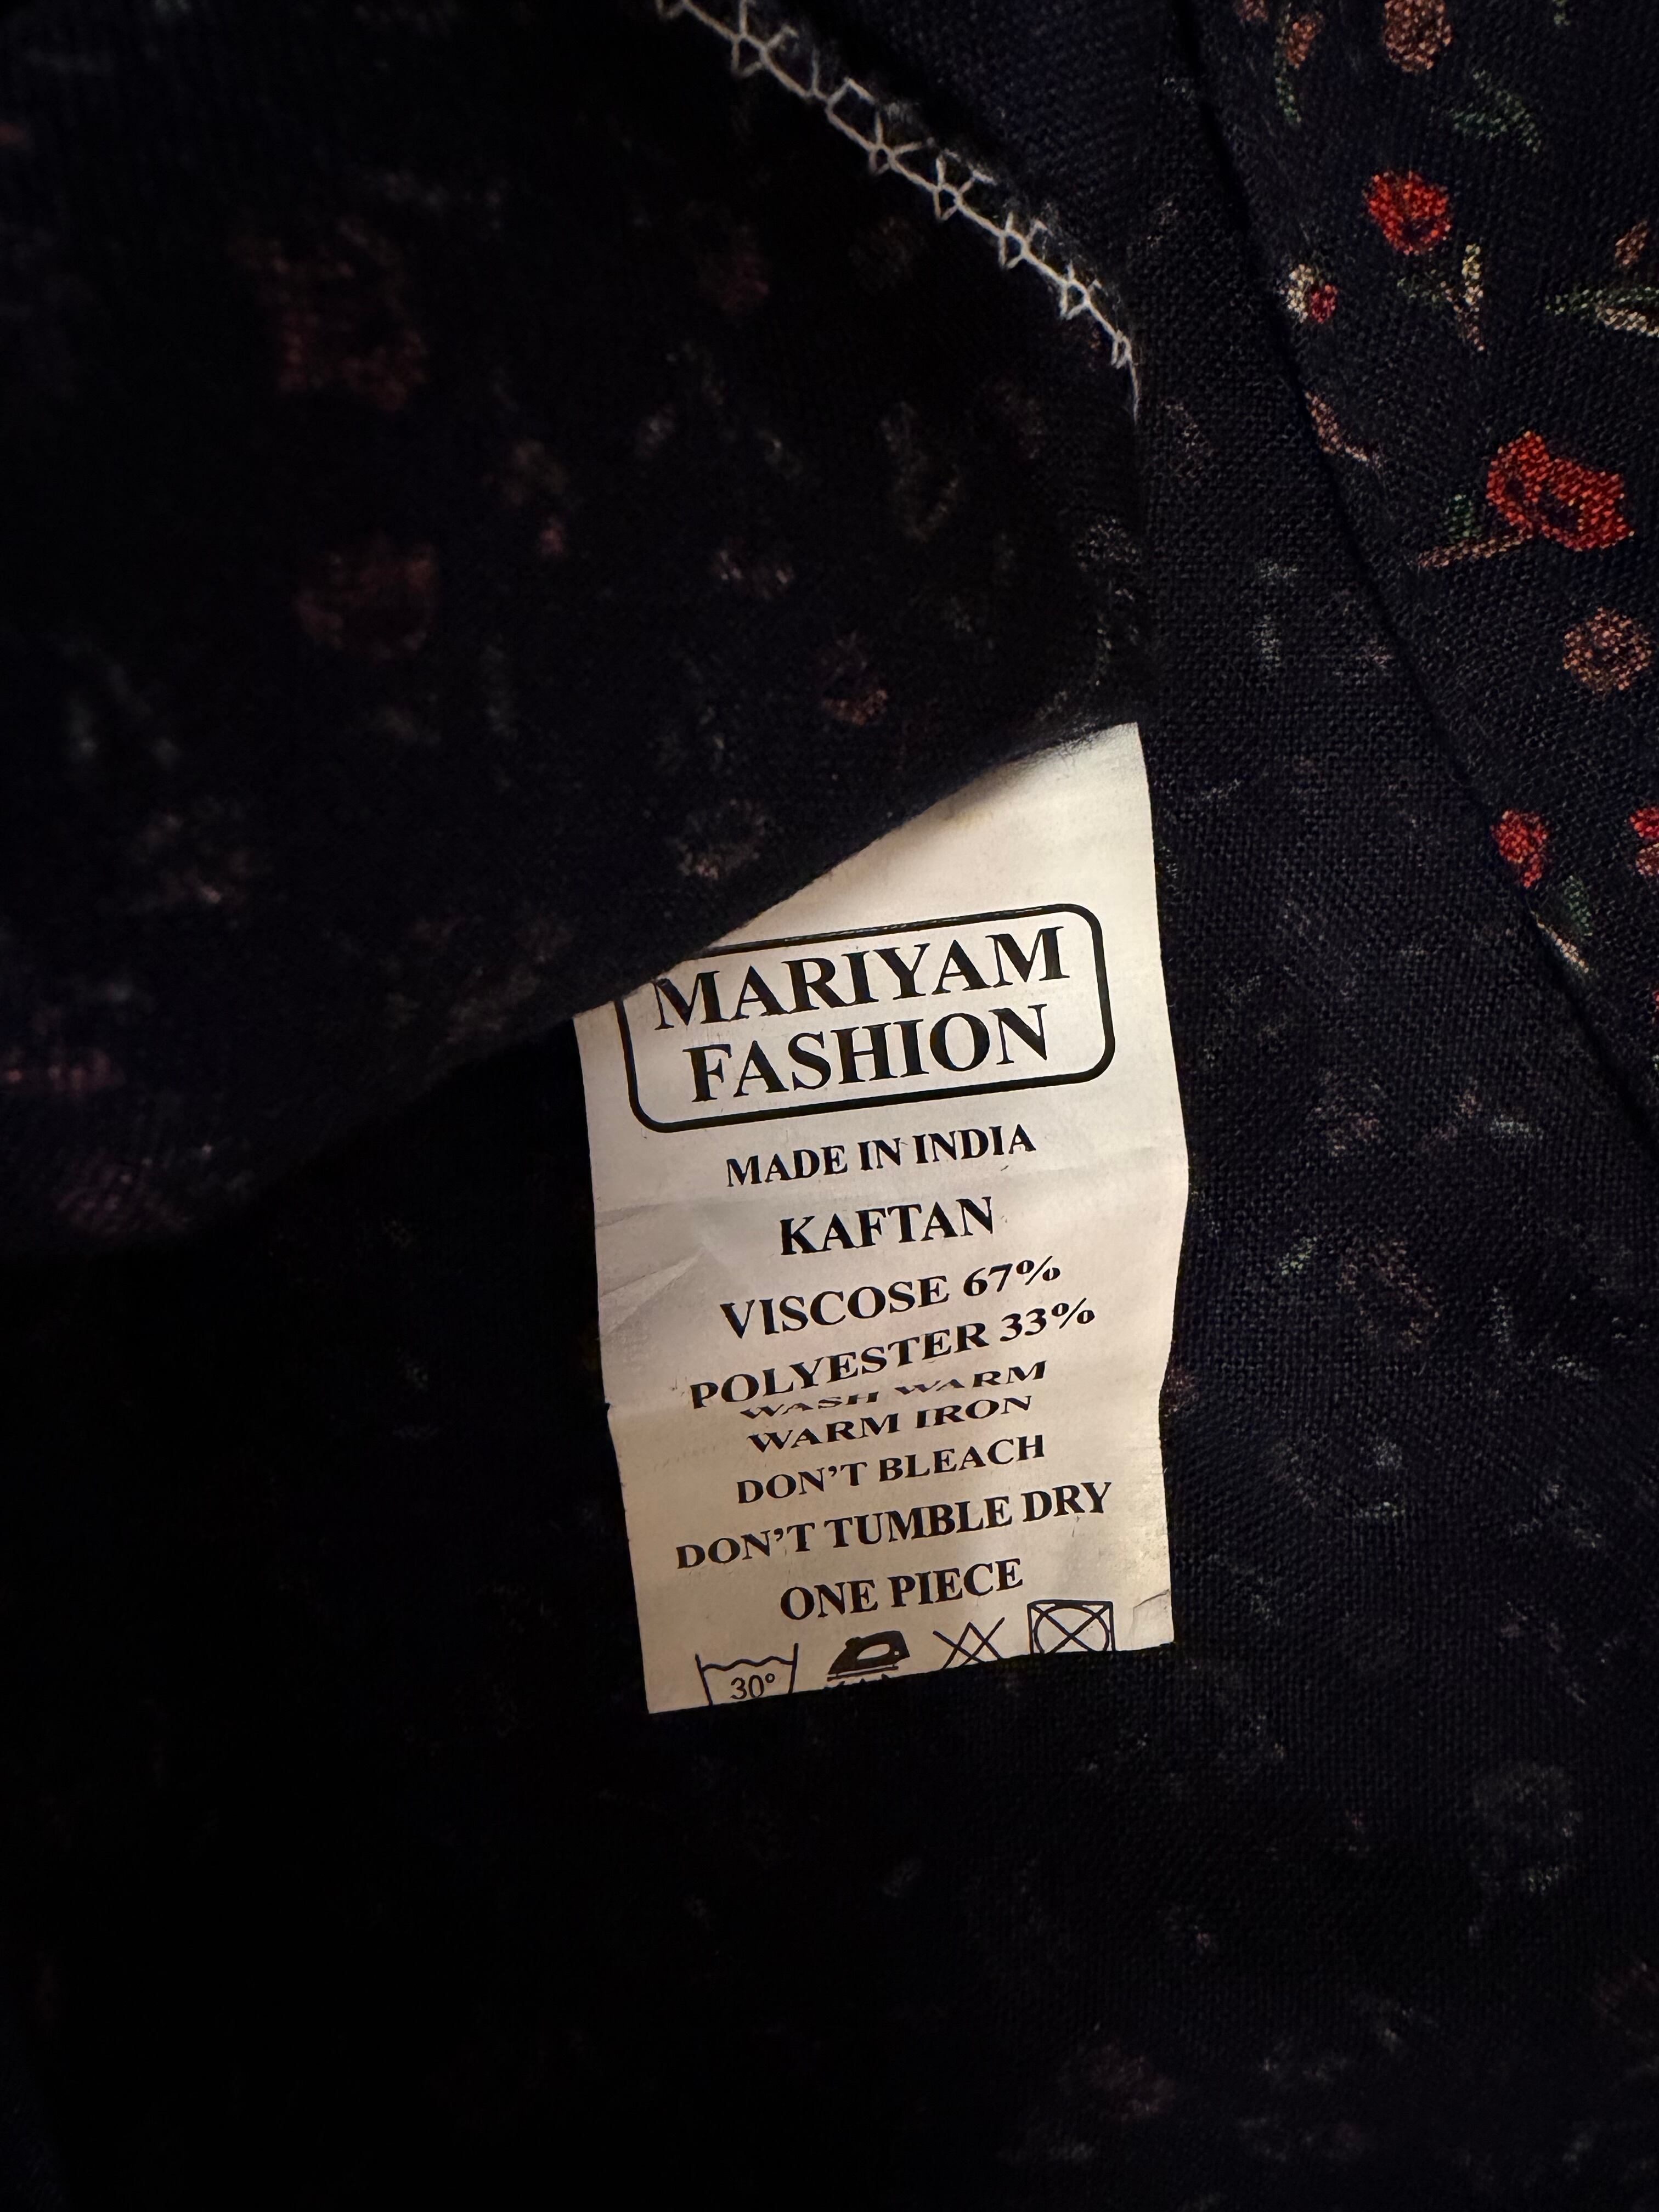 MARIYAM
FASHION
MADE IN INDIA
KAFTAN
VISCOSE 67%
POLYESTER 33%
WASH WARM
WARM IRON
DON'T BLEACH
DON'T TUMBLE DRY
ONE PIECE
30°